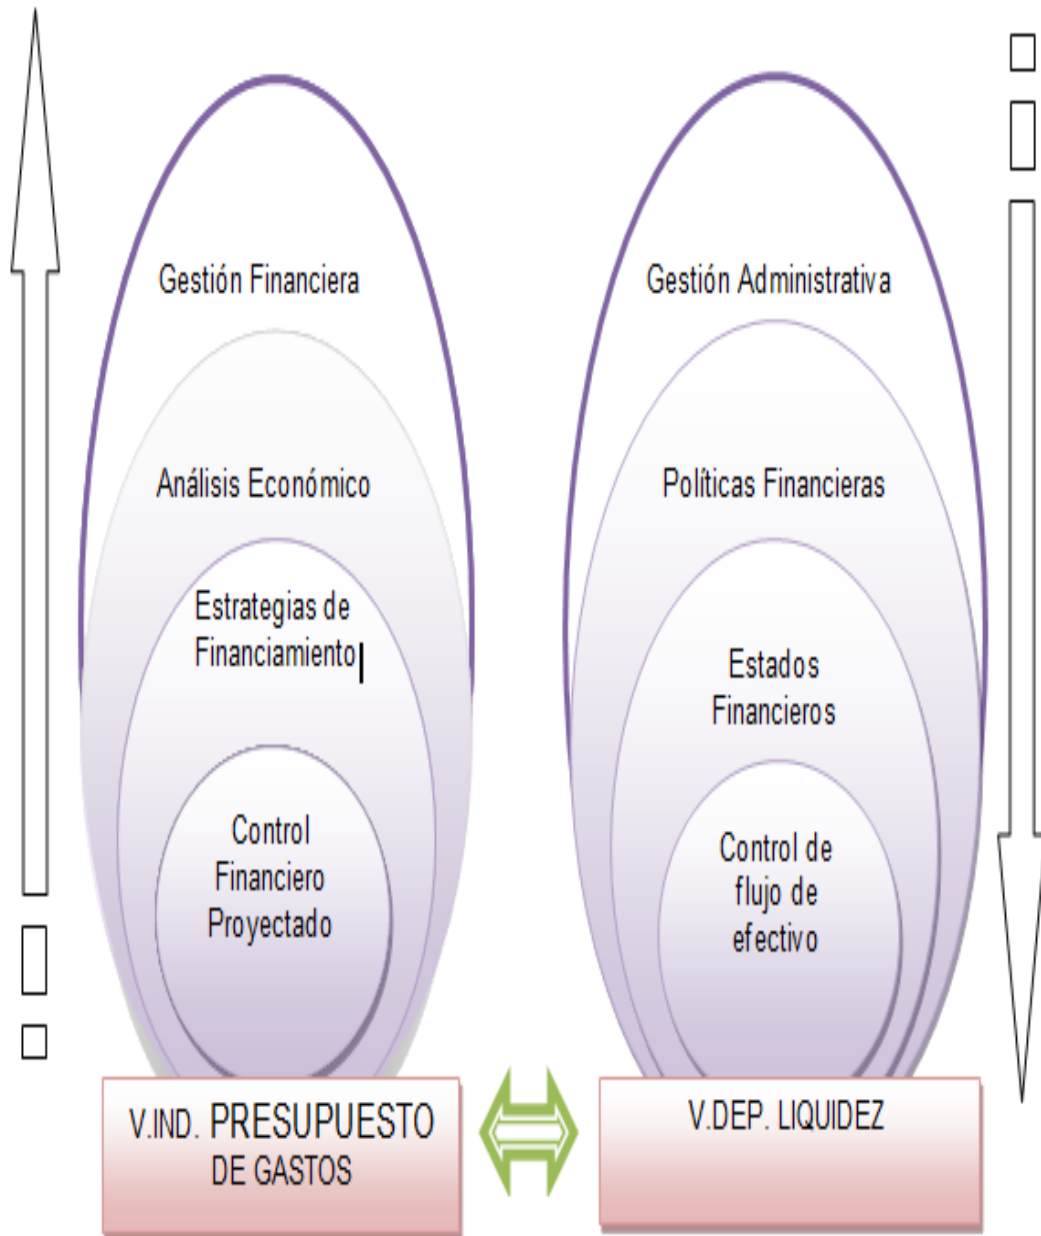 Gestión Financiera
Análisis Económico
Estrategias de
Financiamiento
Control
Financiero
Proyectado
V.IND. PRESUPUESTO
DE GASTOS
Gestión Administrativa
Políticas Financieras
Estados
Financieros
Control de
flujo de
efectivo
V.DEP. LIQUIDEZ